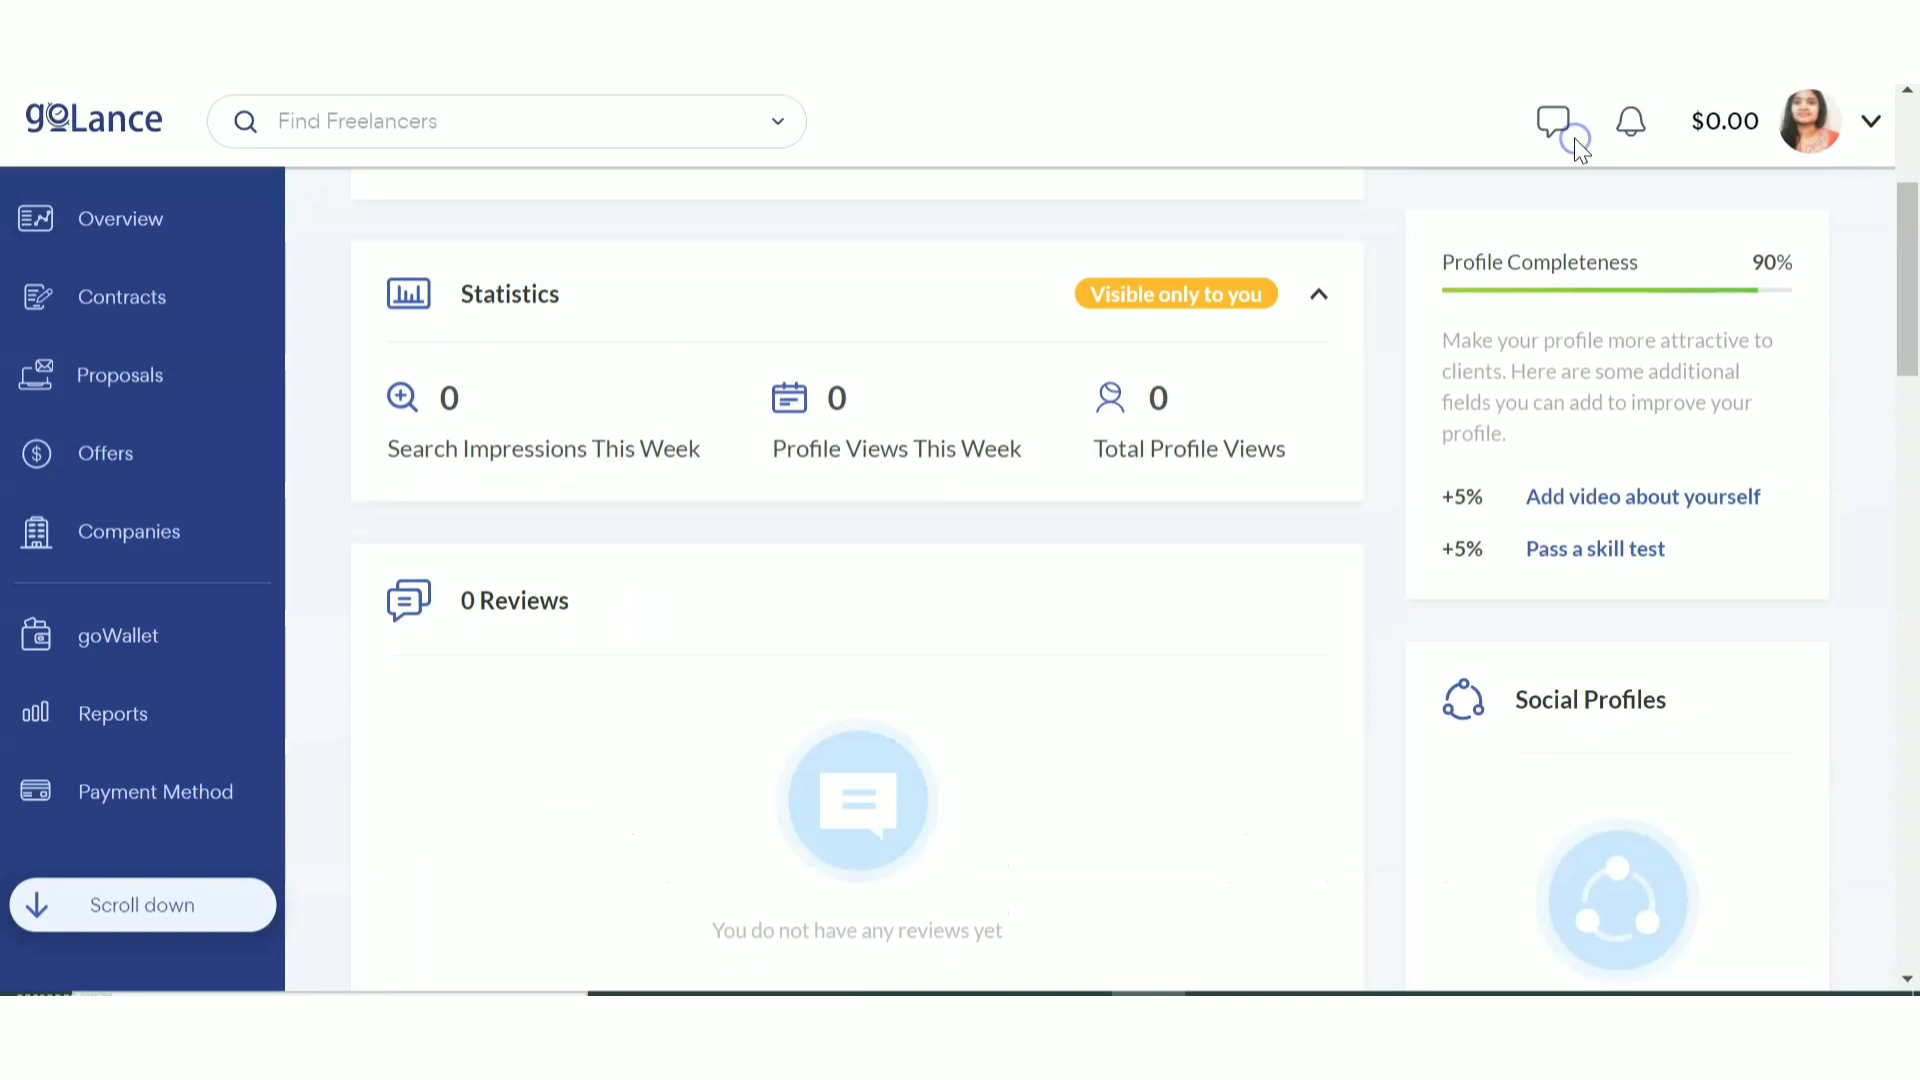 goLance
Find Freelancers
$0.00
Overview
Contracts
Proposals
Offers
Companies
goWallet
Reports
Payment Method
Scroll down
Statistics
Visible only to you
0
0
0
Search Impressions This Week
Profile Views This Week
Total Profile Views
0 Reviews
You do not have any reviews yet
Profile Completeness
90%
Make your profile more attractive to
clients. Here are some additional
fields you can add to improve your
profile.
+5% Add video about yourself
+5% Pass a skill test
Social Profiles